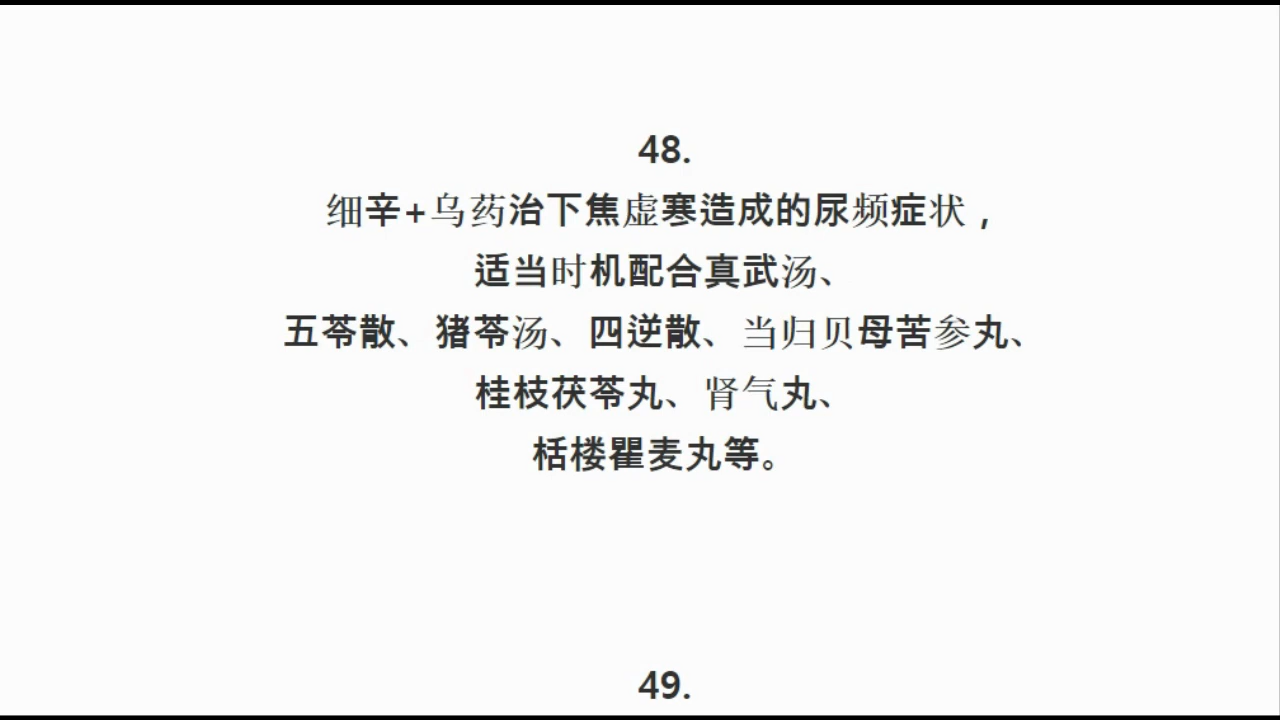 48.
细辛+乌药治下焦虚寒造成的尿频症状，
适当时机配合真武汤、
五苓散、猪苓汤、四逆散、当归贝母苦参丸、
桂枝茯苓丸、肾气丸、
栝楼瞿麦丸等。
49.